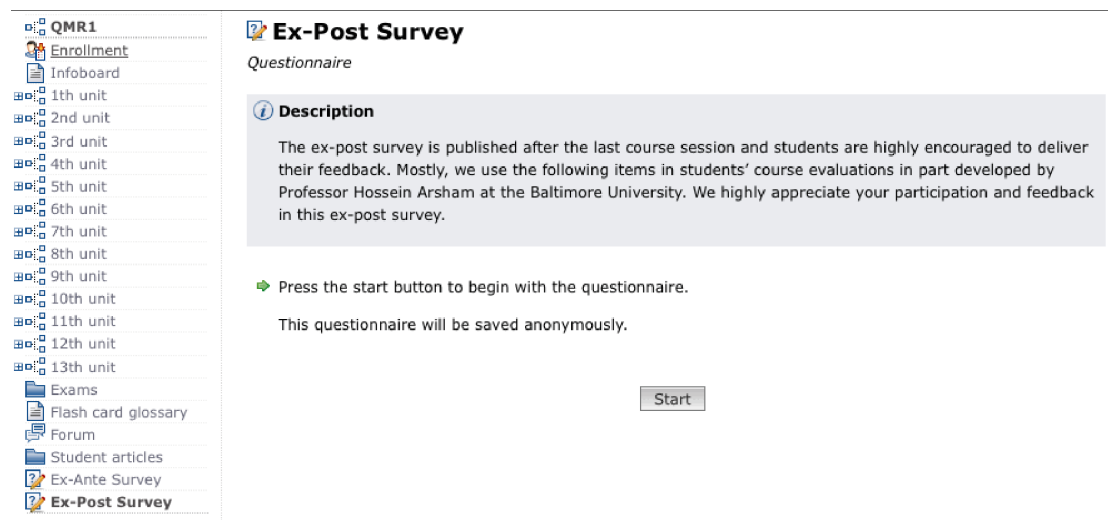 QMR1
Enrollment
Infoboard
1th unit
2nd unit
3rd unit
4th unit
5th unit
6th unit
7th unit
8th unit
9th unit
10th unit
11th unit
12th unit
13th unit
Exams
Flash card glossary
Forum
Student articles
Ex-Ante Survey
Ex-Post Survey
Ex-Post Survey
Questionnaire
Description
The ex-post survey is published after the last course session and students are highly encouraged to deliver
their feedback. Mostly, we use the following items in students’ course evaluations in part developed by
Professor Hossein Arsham at the Baltimore University. We highly appreciate your participation and feedback
in this ex-post survey.
Press the start button to begin with the questionnaire.
This questionnaire will be saved anonymously.
Start